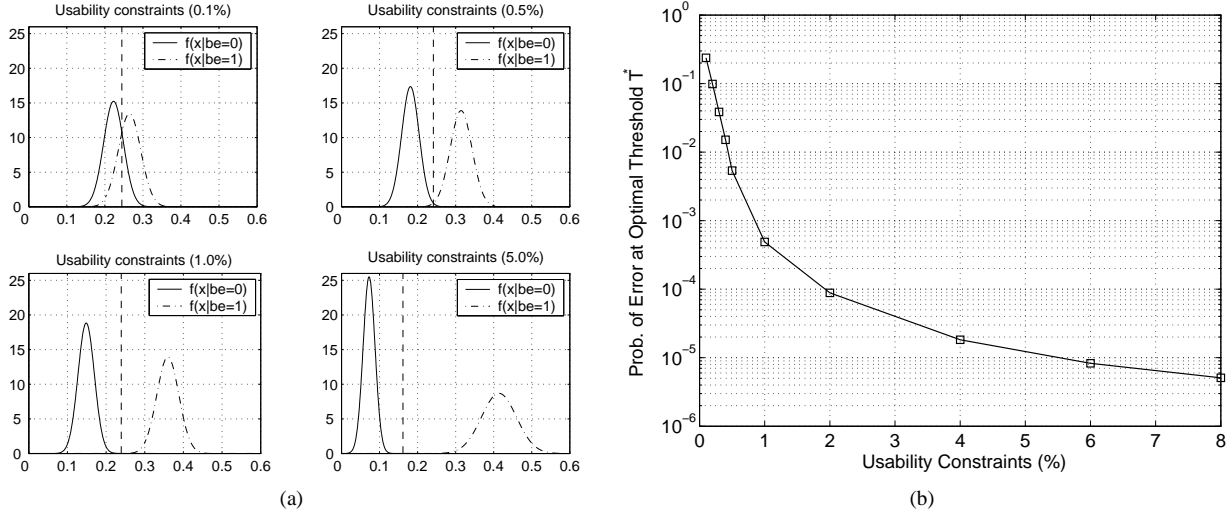 Usability constraints (0.1%)
25
20
15
10
5
0
0 0.1 0.2 0.3 0.4 0.5 0.6
f(x|be=0)
f(x|be=1)
Usability constraints (0.5%)
25
20
15
10
5
0
0 0.1 0.2 0.3 0.4 0.5 0.6
f(x|be=0)
f(x|be=1)
Usability constraints (1.0%)
25
20
15
10
5
0
0 0.1 0.2 0.3 0.4 0.5 0.6
f(x|be=0)
f(x|be=1)
Usability constraints (5.0%)
25
20
15
10
5
0
0 0.1 0.2 0.3 0.4 0.5 0.6
f(x|be=0)
f(x|be=1)
(a)
Prob. of Error at Optimal Threshold T*
10^0
10^-1
10^-2
10^-3
10^-4
10^-5
10^-6
0 1 2 3 4 5 6 7 8
Usability Constraints (%)
(b)